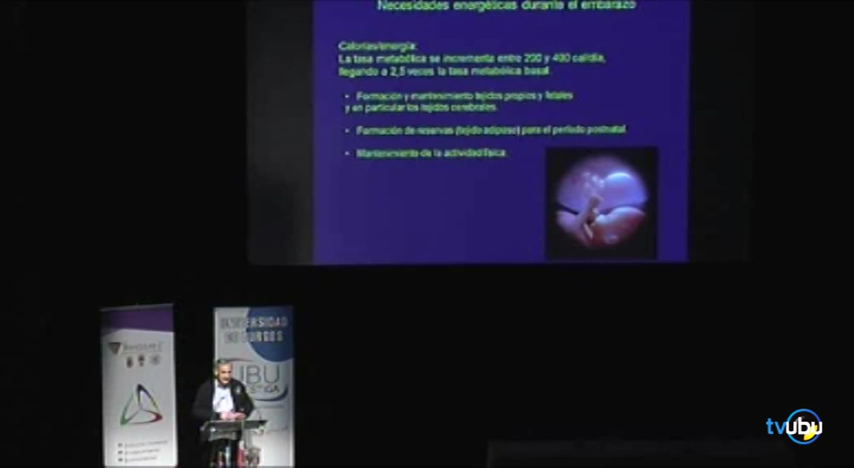 Necesidades energéticas durante el embarazo
Calorías/energía:
La tasa metabólica se incrementa entre 200 y 400 cal/día,
llegando a 2,5 veces la tasa metabólica basal.
• Formación y mantenimiento tejidos propios y fetales
y en particular los tejidos cerebrales.
• Formación de reservas (tejido adiposo) para el período postnatal.
• Mantenimiento de la actividad física.
UNIVERSIDAD
DE BURGOS
UBU
tvubu